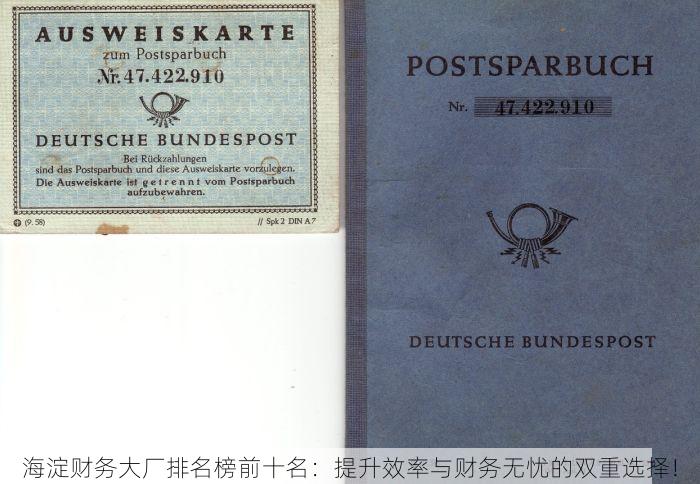 AUSWEISKARTE
zum Postsparbuch
Nr. 47.422.910
DEUTSCHE BUNDESPOST
Bei Rückzahlungen
sind das Postsparbuch und diese Ausweiskarte vorzulegen.
Die Ausweiskarte ist getrennt vom Postsparbuch
aufzubewahren.
(9. 58)
// Spk 2 DIN A 7
POSTSPARBUCH
Nr. 47.422.910
DEUTSCHE BUNDESPOST
海淀财务大厂排名榜前十名：提升效率与财务无忧的双重选择！